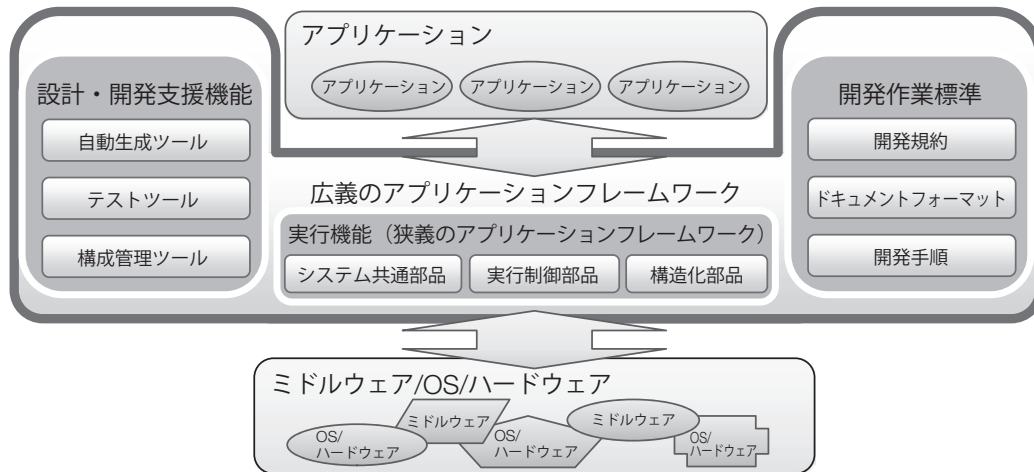 アプリケーション
アプリケーション
アプリケーション
アプリケーション
設計・開発支援機能
自動生成ツール
テストツール
構成管理ツール
開発作業標準
開発規約
ドキュメントフォーマット
開発手順
広義のアプリケーションフレームワーク
実行機能（狭義のアプリケーションフレームワーク）
システム共通部品
実行制御部品
構造化部品
ミドルウェア/OS/ハードウェア
OS/
ハードウェア
ミドルウェア
OS/
ハードウェア
ミドルウェア
OS/
ハードウェア